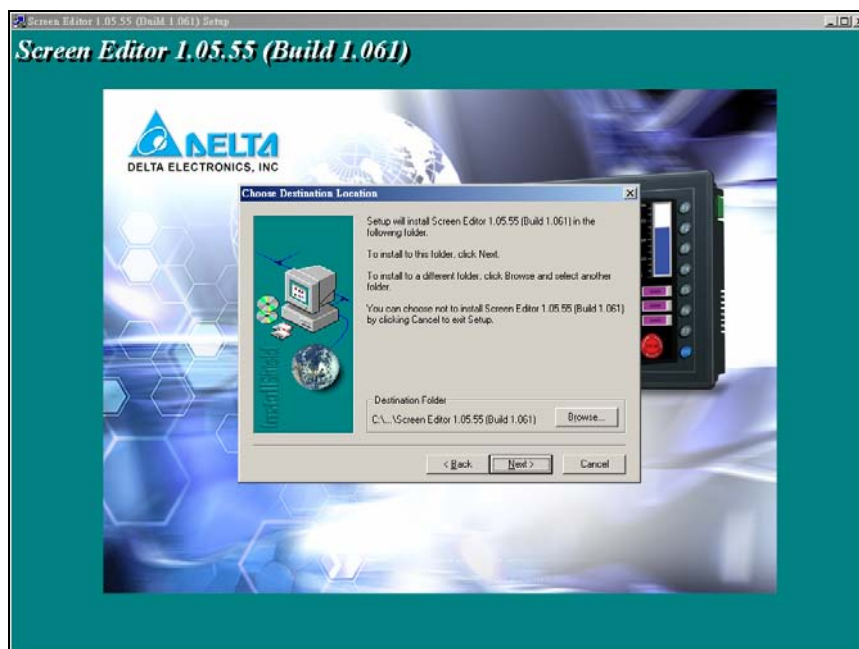 Screen Editor 1.05.55 (Build 1.061) Setup
Screen Editor 1.05.55 (Build 1.061)
DELTA
DELTA ELECTRONICS, INC
Choose Destination Location
Setup will install Screen Editor 1.05.55 (Build 1.061) in the
following folder.
To install to this folder, click Next.
To install to a different folder, click Browse and select another
folder.
You can choose not to install Screen Editor 1.05.55 (Build 1.061)
by clicking Cancel to exit Setup.
InstallShield
Destination Folder
C:\...\Screen Editor 1.05.55 (Build 1.061)
Browse...
< Back
Next >
Cancel